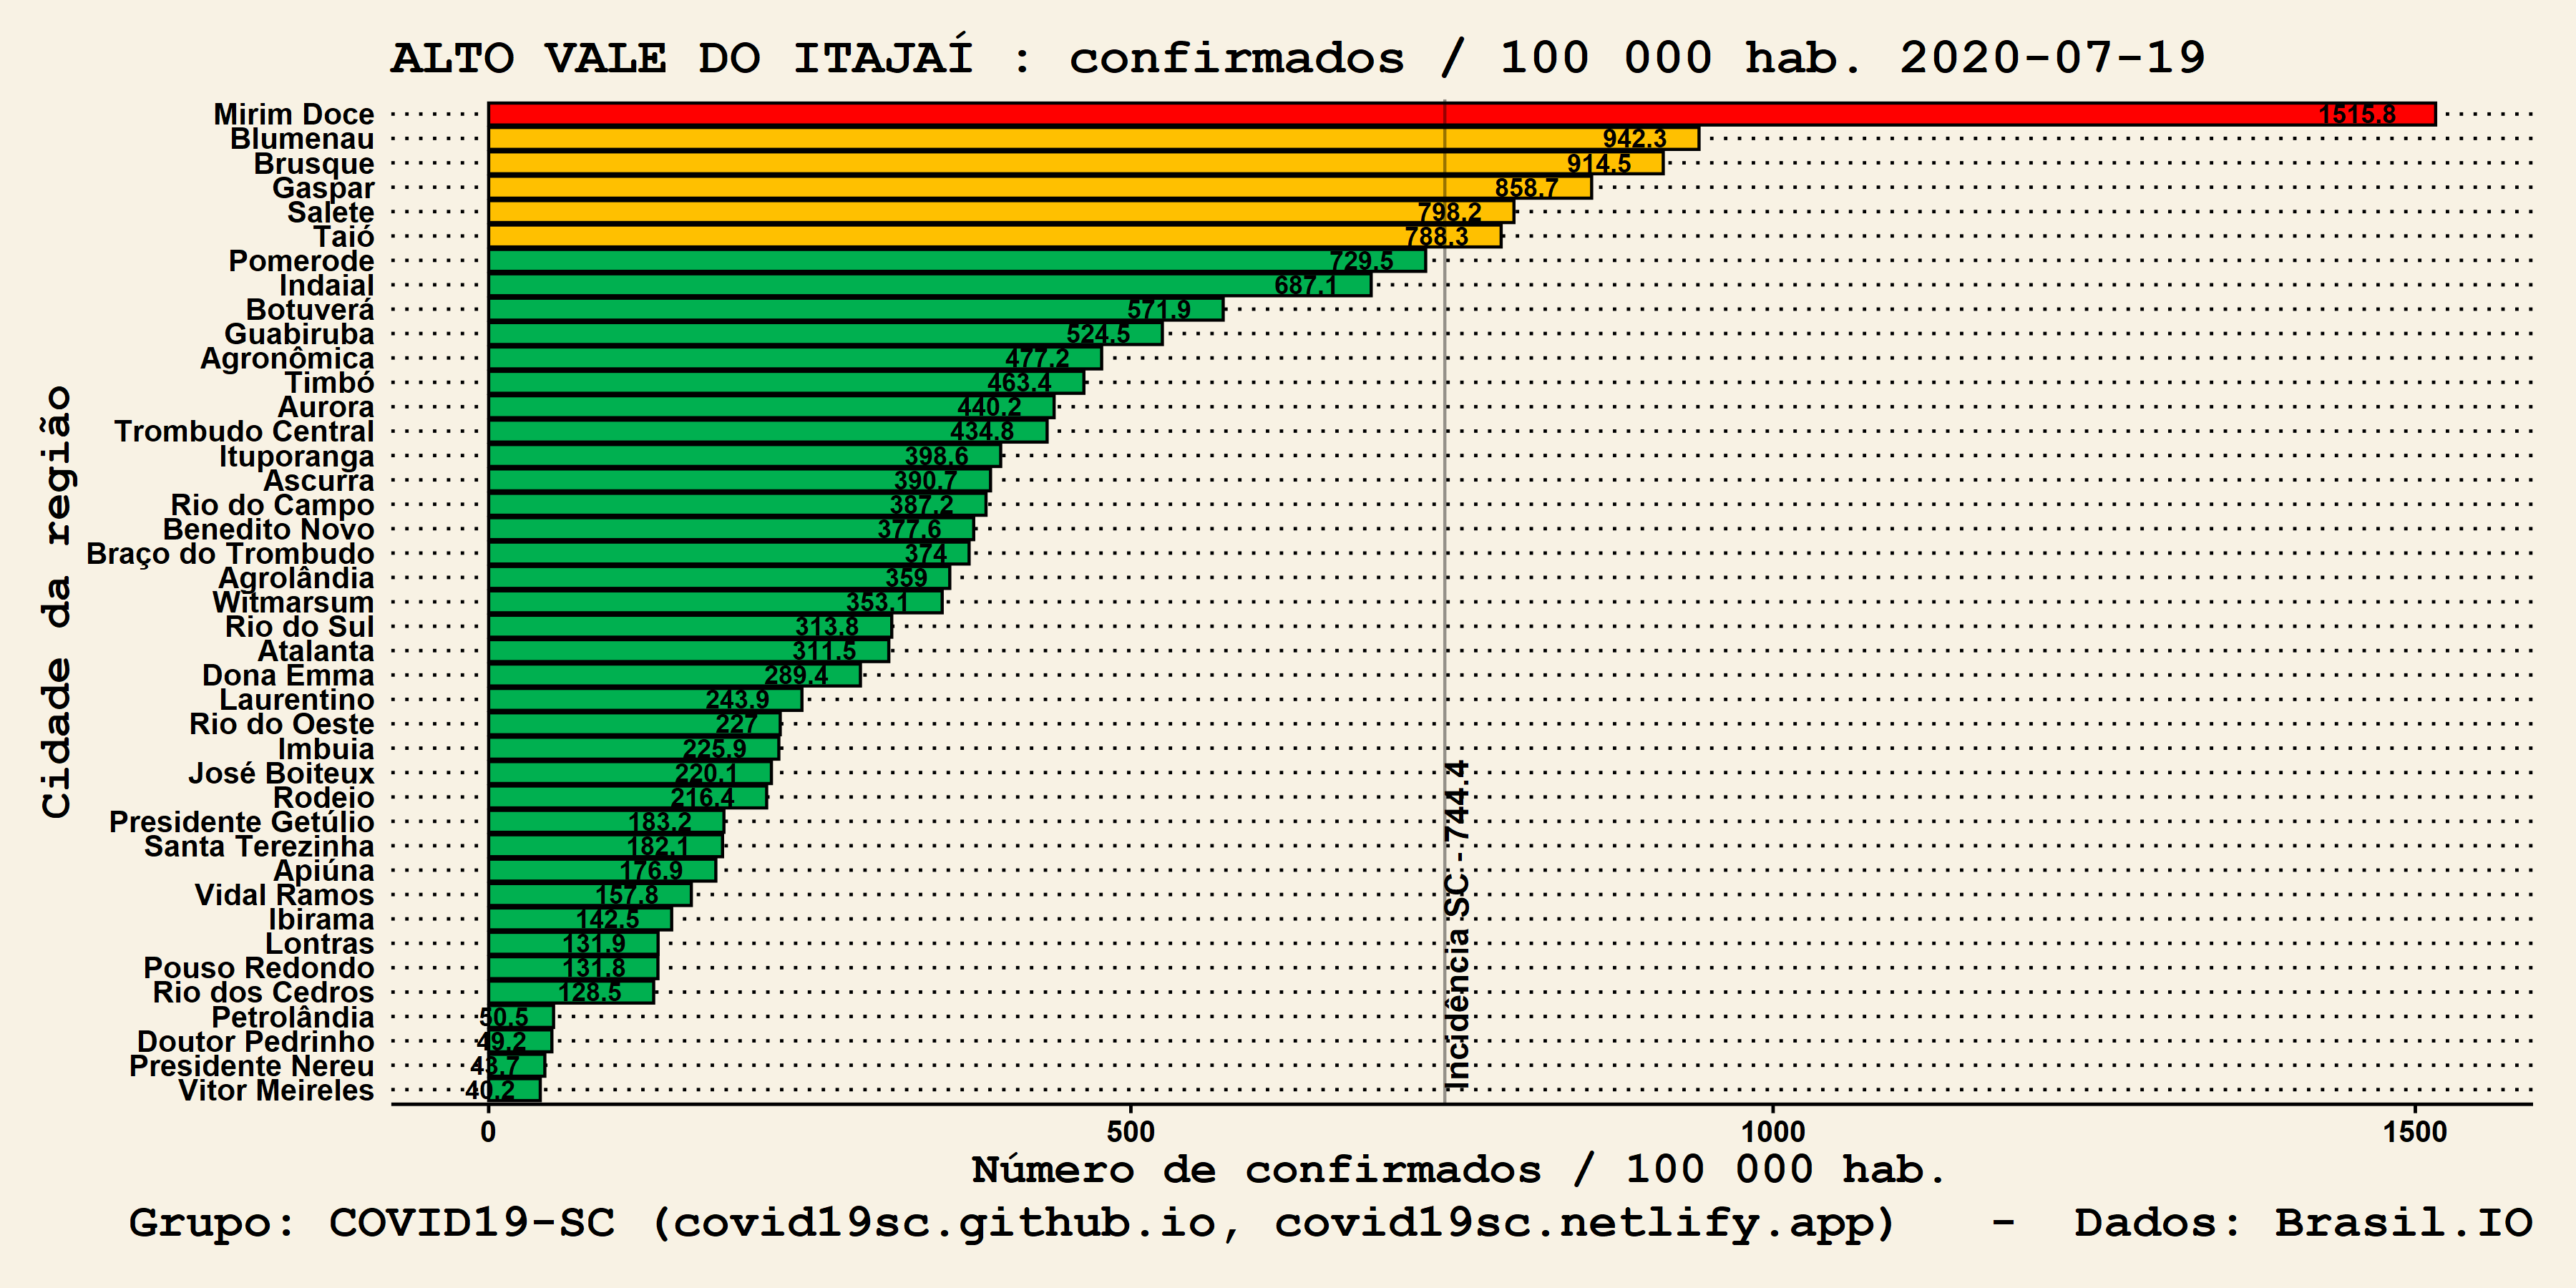 ALTO VALE DO ITAJAÍ : confirmados / 100 000 hab. 2020-07-19
Cidade da região
Mirim Doce 1515.8
Blumenau 942.3
Brusque 914.5
Gaspar 858.7
Salete 798.2
Taió 788.3
Pomerode 729.5
Indaial 687.1
Botuverá 571.9
Guabiruba 524.5
Agronômica 477.2
Timbó 463.4
Aurora 440.2
Trombudo Central 434.8
Ituporanga 398.6
Ascurra 390.7
Rio do Campo 387.2
Benedito Novo 377.6
Braço do Trombudo 374
Agrolândia 359
Witmarsum 353.1
Rio do Sul 313.8
Atalanta 311.5
Dona Emma 289.4
Laurentino 243.9
Rio do Oeste 227
Imbuia 225.9
José Boiteux 220.1
Rodeio 216.4
Presidente Getúlio 183.2
Santa Terezinha 182.1
Apiúna 176.9
Vidal Ramos 157.8
Ibirama 142.5
Lontras 131.9
Pouso Redondo 131.8
Rio dos Cedros 128.5
Petrolândia 50.5
Doutor Pedrinho 49.2
Presidente Nereu 43.7
Vitor Meireles 40.2
Incidência SC - 744.4
0 500 1000 1500
Número de confirmados / 100 000 hab.
Grupo: COVID19-SC (covid19sc.github.io, covid19sc.netlify.app) - Dados: Brasil.IO